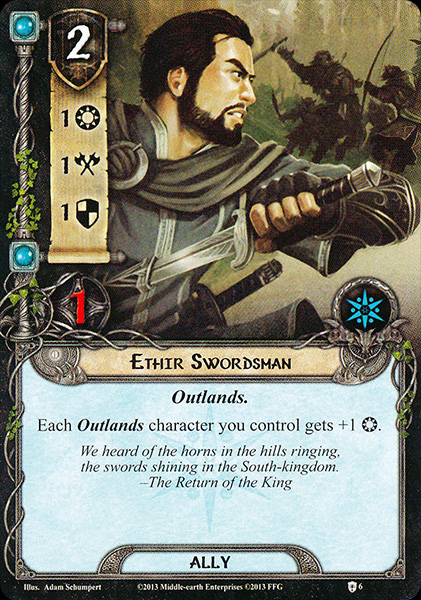 2
1
1
1
1
ETHIR SWORDSMAN
Outlands.
Each Outlands character you control gets +1 .
We heard of the horns in the hills ringing,
the swords shining in the South-kingdom.
–The Return of the King
ALLY
Illus. Adam Schumpert ©2013 Middle-earth Enterprises ©2013 FFG 6